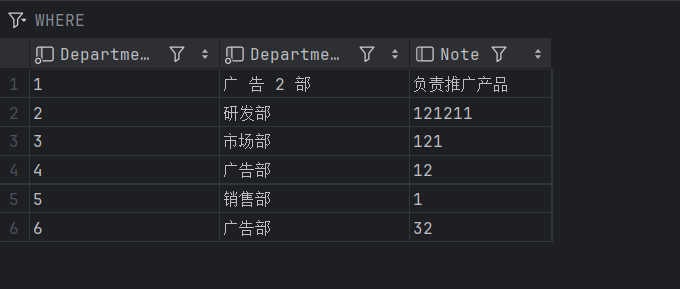 WHERE
Departme… Departme… Note
1 1 广 告 2 部 负责推广产品
2 2 研发部 121211
3 3 市场部 121
4 4 广告部 12
5 5 销售部 1
6 6 广告部 32